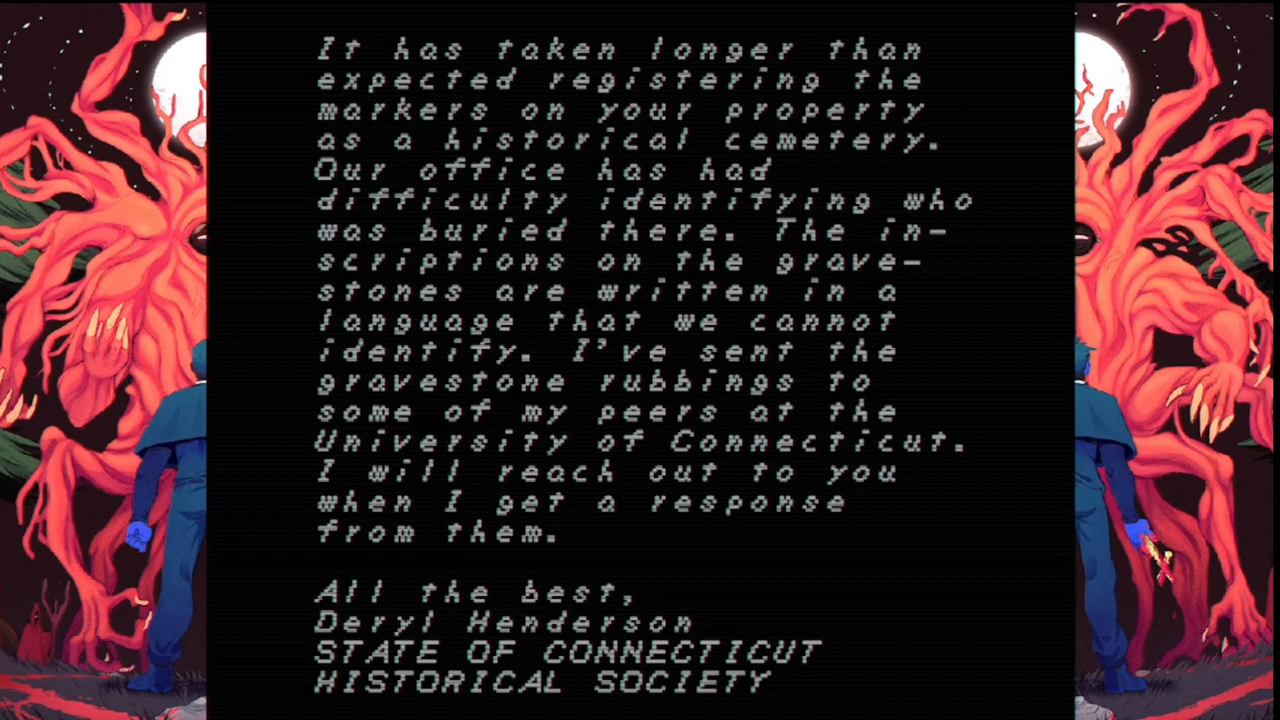 It has taken longer than
expected registering the
markers on your property
as a historical cemetery.
Our office has had
difficulty identifying who
was buried there. The in-
scriptions on the grave-
stones are written in a
language that we cannot
identify. I've sent the
gravestone rubbings to
some of my peers at the
University of Connecticut.
I will reach out to you
when I get a response
from them.
All the best,
Deryl Henderson
STATE OF CONNECTICUT
HISTORICAL SOCIETY